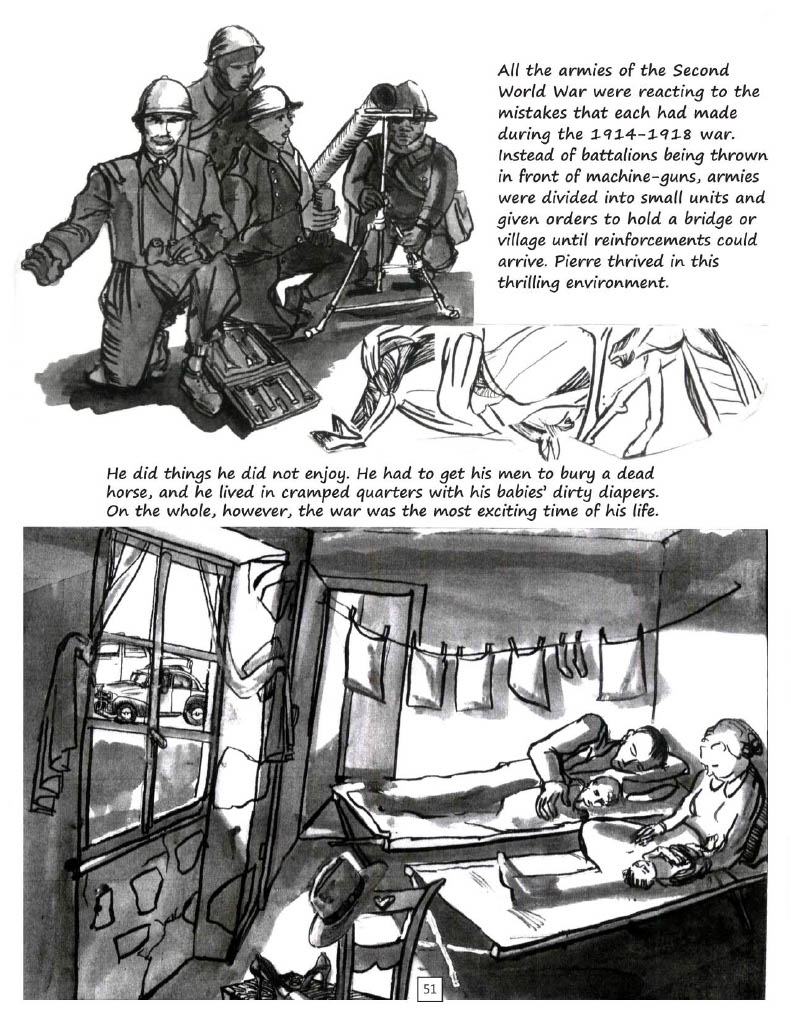 All the armies of the Second
World War were reacting to the
mistakes that each had made
during the 1914-1918 war.
Instead of battalions being thrown
in front of machine-guns, armies
were divided into small units and
given orders to hold a bridge or
village until reinforcements could
arrive. Pierre thrived in this
thrilling environment.
He did things he did not enjoy. He had to get his men to bury a dead
horse, and he lived in cramped quarters with his babies' dirty diapers.
On the whole, however, the war was the most exciting time of his life.
51